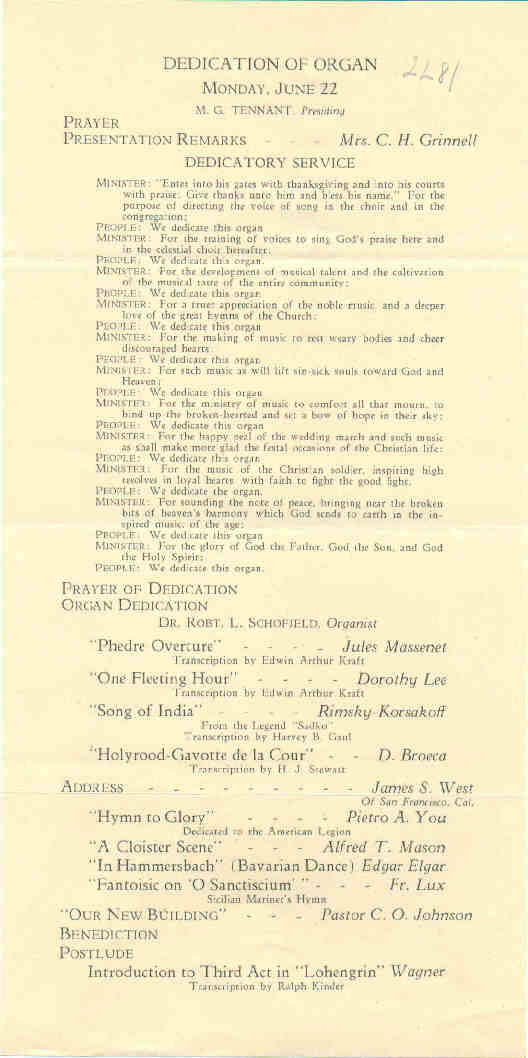 DEDICATION OF ORGAN
2281
MONDAY, JUNE 22
M. G. TENNANT, Presiding
PRAYER
PRESENTATION REMARKS - - - Mrs. C. H. Grinnell
DEDICATORY SERVICE
MINISTER: "Enter into his gates with thanksgiving and into his courts
with praise. Give thanks unto him and bless his name." For the
purpose of directing the voice of song in the choir and in the
congregation;
PEOPLE: We dedicate this organ
MINISTER: For the training of voices to sing God's praise here and
in the celestial choir hereafter;
PEOPLE: We dedicate this organ.
MINISTER: For the development of musical talent and the cultivation
of the musical taste of the entire community;
PEOPLE: We dedicate this organ
MINISTER: For a truer appreciation of the noble music, and a deeper
love of the great hymns of the Church;
PEOPLE: We dedicate this organ
MINISTER: For the making of music to rest weary bodies and cheer
discouraged hearts;
PEOPLE: We dedicate this organ
MINISTER: For such music as will lift sin-sick souls toward God and
Heaven;
PEOPLE: We dedicate this organ
MINISTER: For the ministry of music to comfort all that mourn, to
bind up the broken-hearted and set a bow of hope in their sky;
PEOPLE: We dedicate this organ
MINISTER: For the happy peal of the wedding march and such music
as shall make more glad the festal occasions of the Christian life;
PEOPLE: We dedicate this organ
MINISTER: For the music of the Christian soldier, inspiring high
resolves in loyal hearts with faith to fight the good fight.
PEOPLE: We dedicate the organ.
MINISTER: For sounding the note of peace, bringing near the broken
bits of heaven's harmony which God sends to earth in the in-
spired music, of the age;
PEOPLE: We dedicate this organ
MINISTER: For the glory of God the Father, God the Son, and God
the Holy Spirit;
PEOPLE: We dedicate this organ.
PRAYER OF DEDICATION
ORGAN DEDICATION
DR. ROBT. L. SCHOFIELD, Organist
"Phedre Overture" - - - - Jules Massenet
Transcription by Edwin Arthur Kraft
"One Fleeting Hour" - - - - Dorothy Lee
Transcription by Edwin Arthur Kraft
"Song of India" - - - - Rimsky-Korsakoff
From the Legend "Sadko"
Transcription by Harvey B. Gaul
"Holyrood-Gavotte de la Cour" - - D. Broeca
Transcription by H. J. Stewart
ADDRESS - - - - - - - - - James S. West
Of San Francisco, Cal.
"Hymn to Glory" - - - - Pietro A. You
Dedicated to the American Legion
"A Cloister Scene" - - - Alfred T. Mason
"In Hammersbach" (Bavarian Dance) Edgar Elgar
"Fantoisic on 'O Sanctiscium' " - - - Fr. Lux
Sicilian Mariner's Hymn
"OUR NEW BUILDING" - - - Pastor C. O. Johnson
BENEDICTION
POSTLUDE
Introduction to Third Act in "Lohengrin" Wagner
Transcription by Ralph Kinder